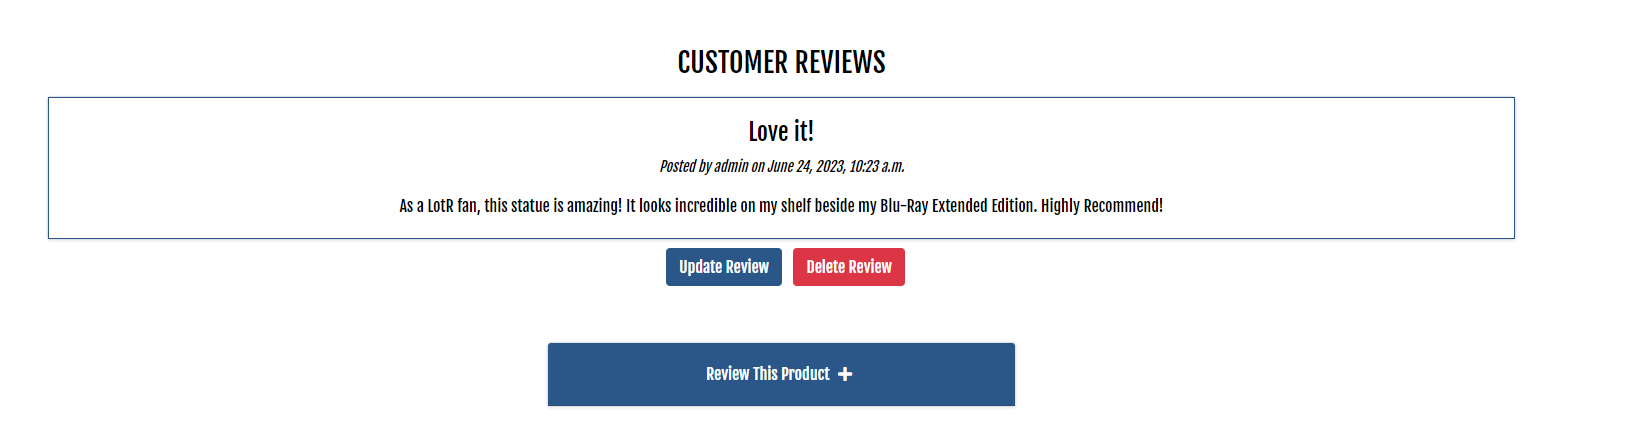 CUSTOMER REVIEWS
Love it!
Posted by admin on June 24, 2023, 10:23 a.m.
As a LotR fan, this statue is amazing! It looks incredible on my shelf beside my Blu-Ray Extended Edition. Highly Recommend!
Update Review Delete Review
Review This Product +